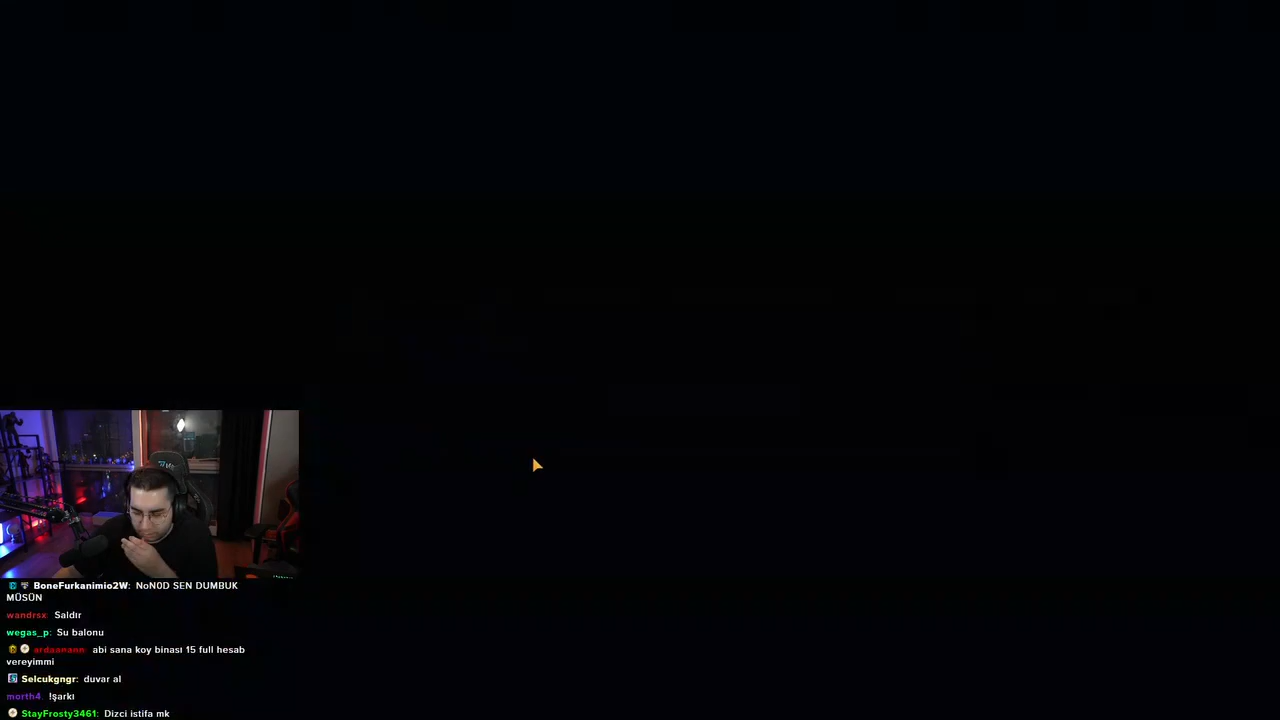 BoneFurkanimio2W: NoN0D SEN DUMBUK
MÜSÜN
wandrsx: Saldır
wegas_p: Su balonu
ardaanann: abi sana koy binası 15 full hesab
vereyimmi
Selcukgngr: duvar al
morth4: !şarkı
StayFrosty3461: Dizci istifa mk